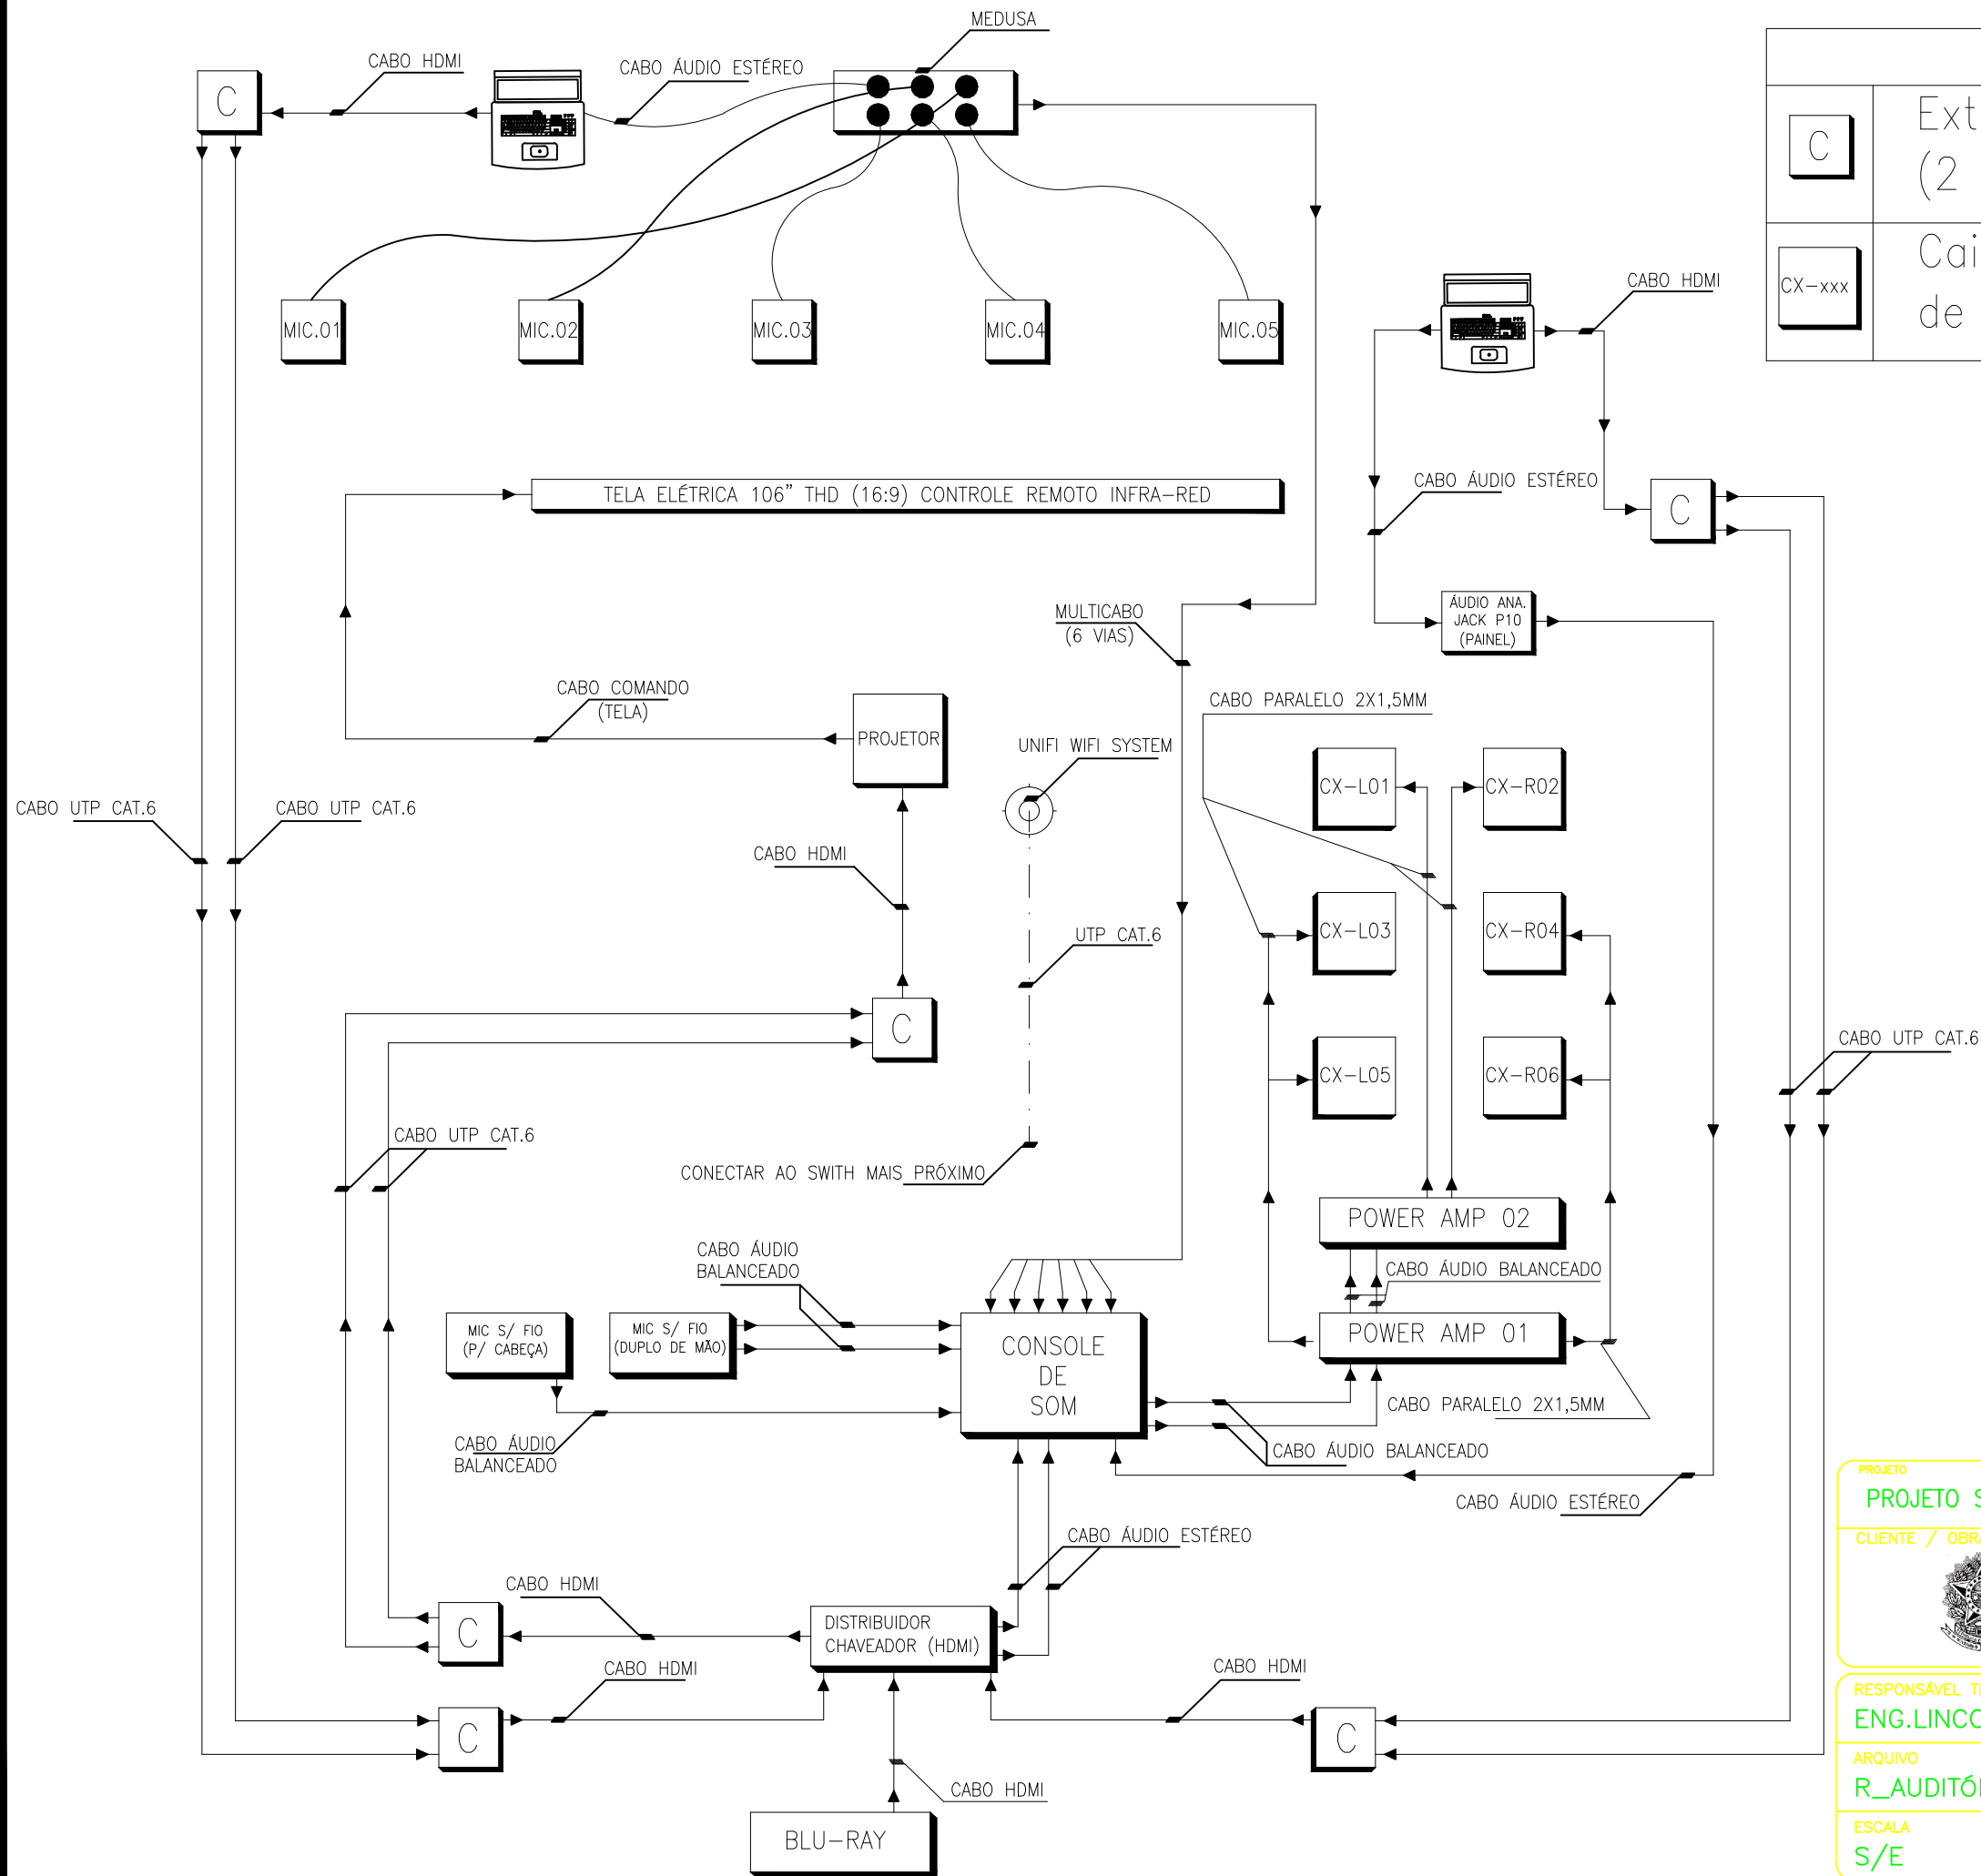 MEDUSA
CABO HDMI
CABO ÁUDIO ESTÉREO
C
C
(2
CX-xxx
de
MIC.01
MIC.02
MIC.03
MIC.04
MIC.05
CABO HDMI
TELA ELÉTRICA 106” THD (16:9) CONTROLE REMOTO INFRA-RED
CABO ÁUDIO ESTÉREO
C
ÁUDIO ANA.
JACK P10
(PAINEL)
MULTICABO
(6 VIAS)
CABO COMANDO
(TELA)
PROJETOR
UNIFI WIFI SYSTEM
CABO PARALELO 2X1,5MM
CX-L01
CX-R02
CABO UTP CAT.6
CABO UTP CAT.6
CABO HDMI
UTP CAT.6
CX-L03
CX-R04
C
CX-L05
CX-R06
CABO UTP CAT.6
CABO UTP CAT.6
CONECTAR AO SWITH MAIS PRÓXIMO
POWER AMP 02
CABO ÁUDIO BALANCEADO
POWER AMP 01
CABO PARALELO 2X1,5MM
CABO ÁUDIO
BALANCEADO
MIC S/ FIO
(P/ CABEÇA)
MIC S/ FIO
(DUPLO DE MÃO)
CONSOLE
DE
SOM
CABO ÁUDIO
BALANCEADO
CABO ÁUDIO BALANCEADO
CABO ÁUDIO ESTÉREO
CABO ÁUDIO ESTÉREO
CABO HDMI
C
DISTRIBUIDOR
CHAVEADOR (HDMI)
CABO HDMI
C
CABO HDMI
C
CABO HDMI
BLU-RAY
PROJETO
PROJETO
CLIENTE /
RESPONSÁVEL
ARQUIVO
ESCALA
S/E